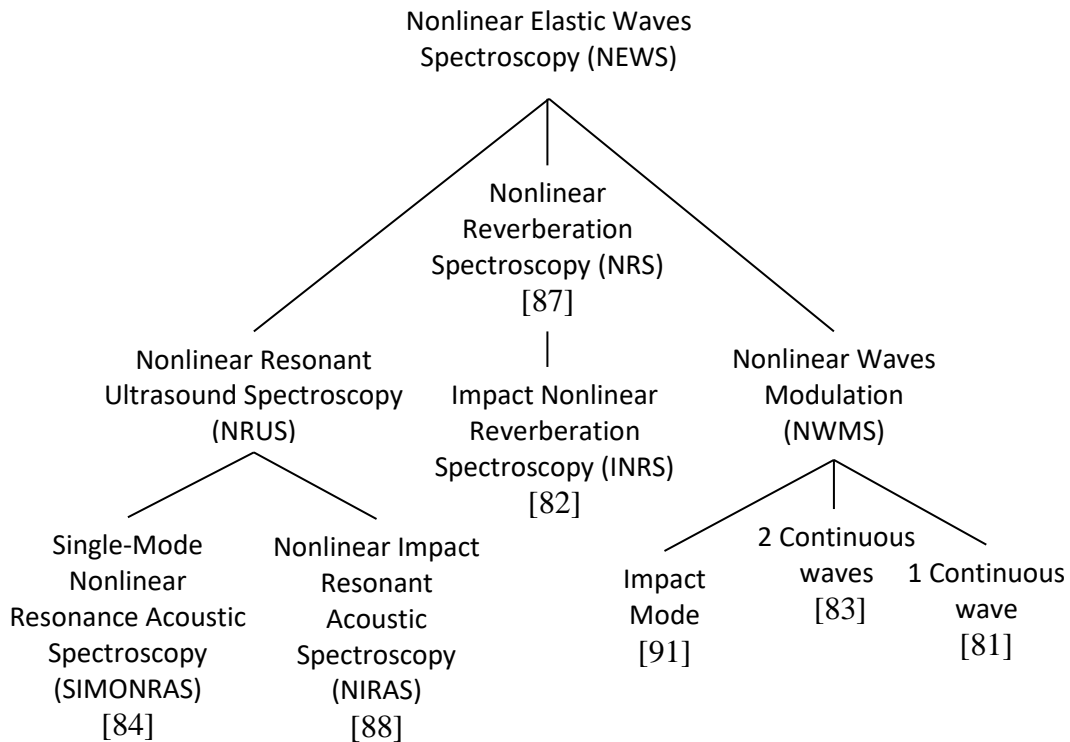 Nonlinear Elastic Waves
Spectroscopy (NEWS)
Nonlinear
Reverberation
Spectroscopy (NRS)
[87]
Nonlinear Resonant
Ultrasound Spectroscopy
(NRUS)
Impact Nonlinear
Reverberation
Spectroscopy (INRS)
[82]
Nonlinear Waves
Modulation
(NWMS)
Single-Mode
Nonlinear
Resonance Acoustic
Spectroscopy
(SIMONRAS)
[84]
Nonlinear Impact
Resonant
Acoustic
Spectroscopy
(NIRAS)
[88]
Impact
Mode
[91]
2 Continuous
waves
[83]
1 Continuous
wave
[81]